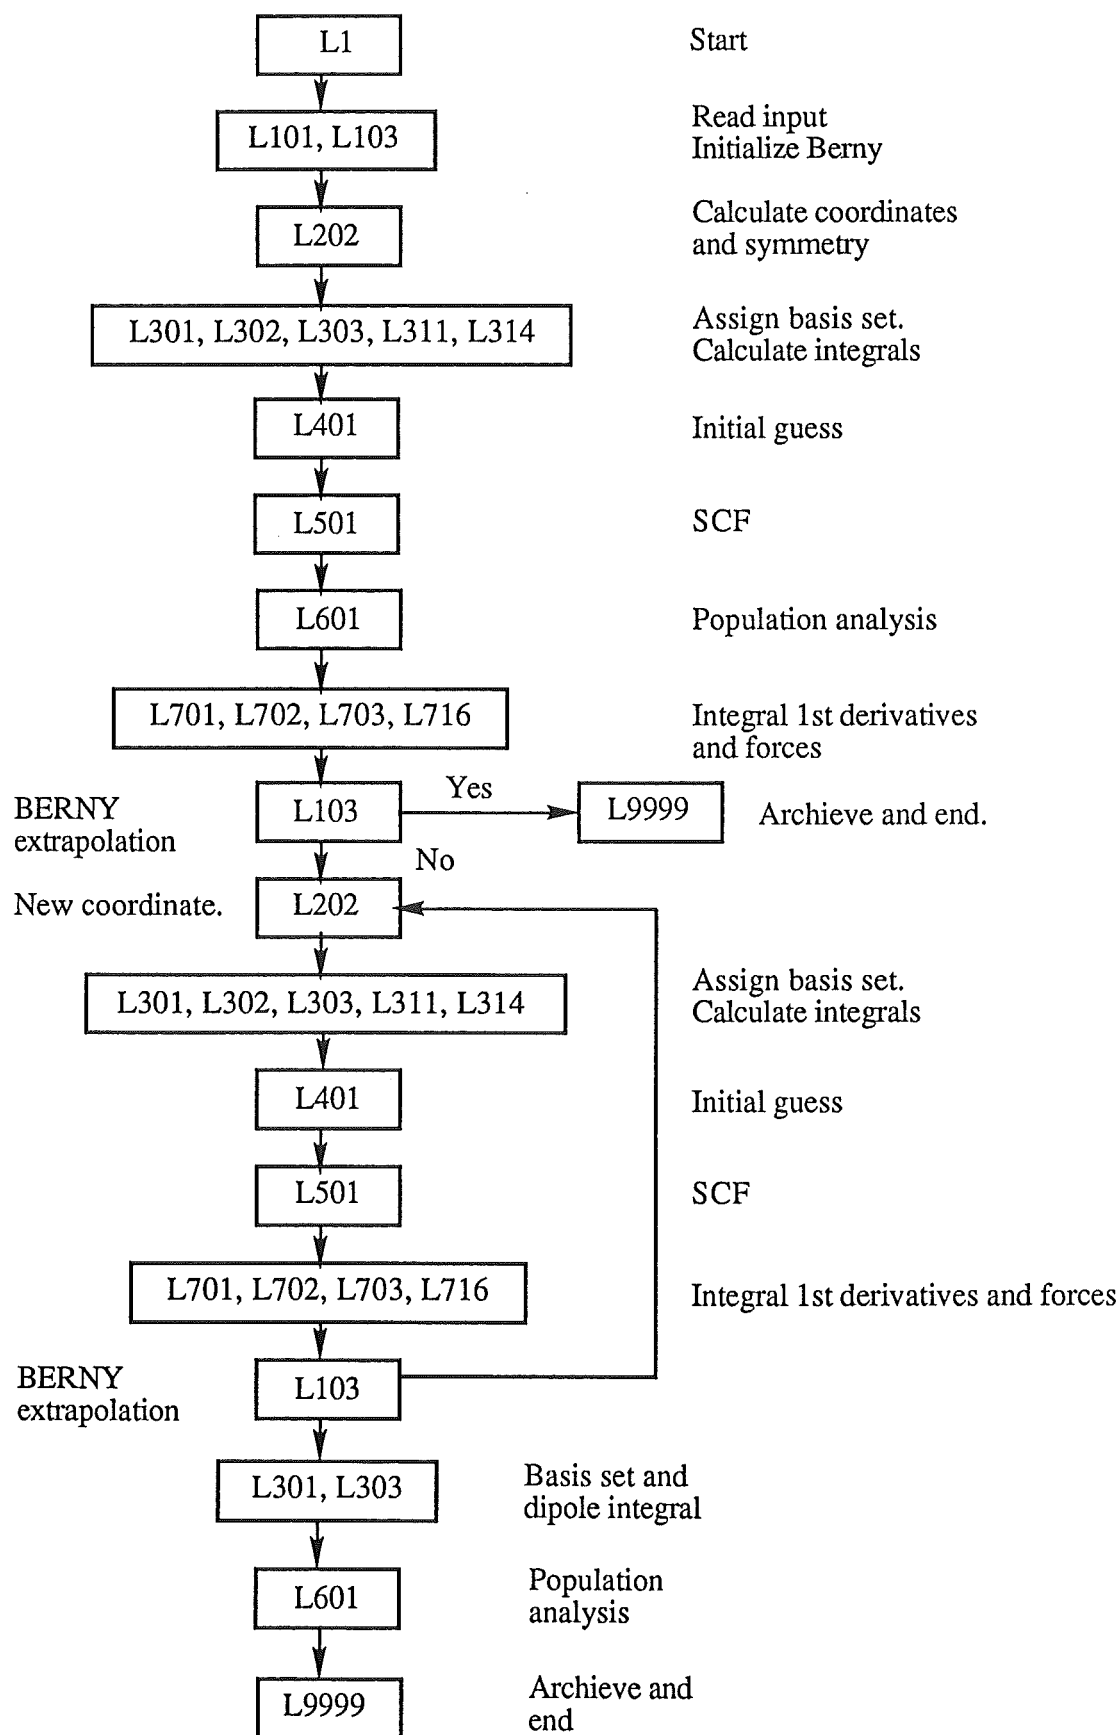 L1
Start
L101, L103
Read input
Initialize Berny
L202
Calculate coordinates
and symmetry
L301, L302, L303, L311, L314
Assign basis set.
Calculate integrals
L401
Initial guess
L501
SCF
L601
Population analysis
L701, L702, L703, L716
Integral 1st derivatives
and forces
BERNY
extrapolation
L103
Yes
L9999
Archieve and end.
No
New coordinate.
L202
L301, L302, L303, L311, L314
Assign basis set.
Calculate integrals
L401
Initial guess
L501
SCF
L701, L702, L703, L716
Integral 1st derivatives and forces
BERNY
extrapolation
L103
L301, L303
Basis set and
dipole integral
L601
Population
analysis
L9999
Archieve and
end